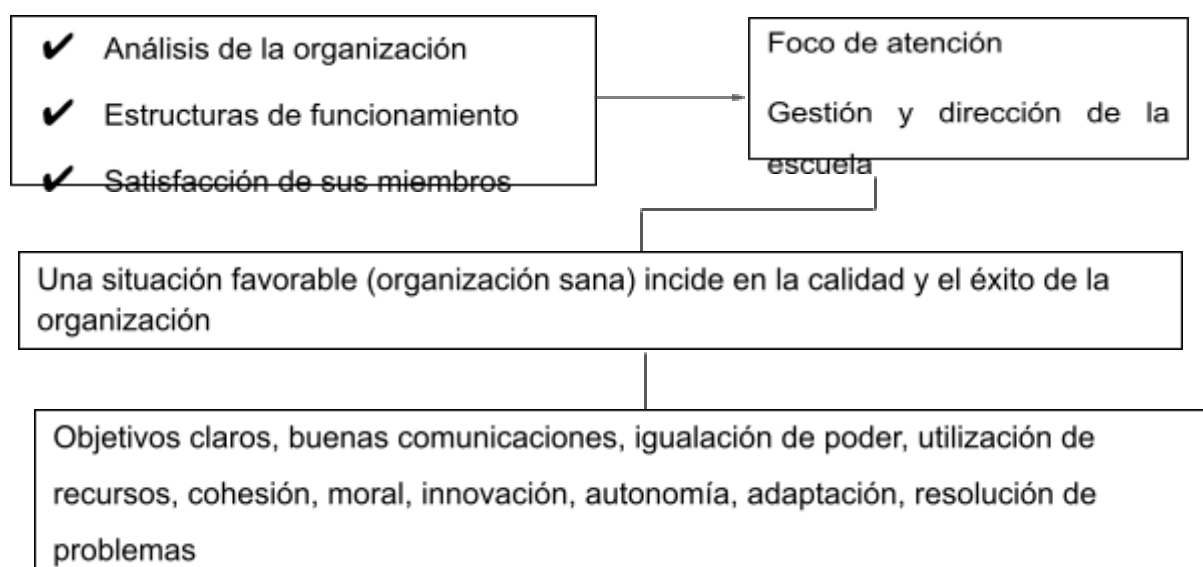 ✔ Análisis de la organización
✔ Estructuras de funcionamiento
✔ Satisfacción de sus miembros
Foco de atención
Gestión y dirección de la
escuela
Una situación favorable (organización sana) incide en la calidad y el éxito de la
organización
Objetivos claros, buenas comunicaciones, igualación de poder, utilización de
recursos, cohesión, moral, innovación, autonomía, adaptación, resolución de
problemas